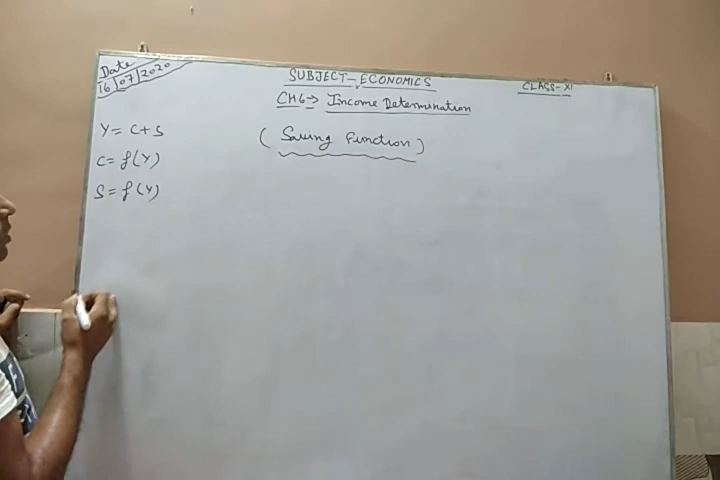 Date
16/07/2020
SUBJECT - ECONOMICS
CLASS - XI
CH6 → Income Determination
(Saving Function)
Y = C + S
C = f(Y)
S = f(Y)